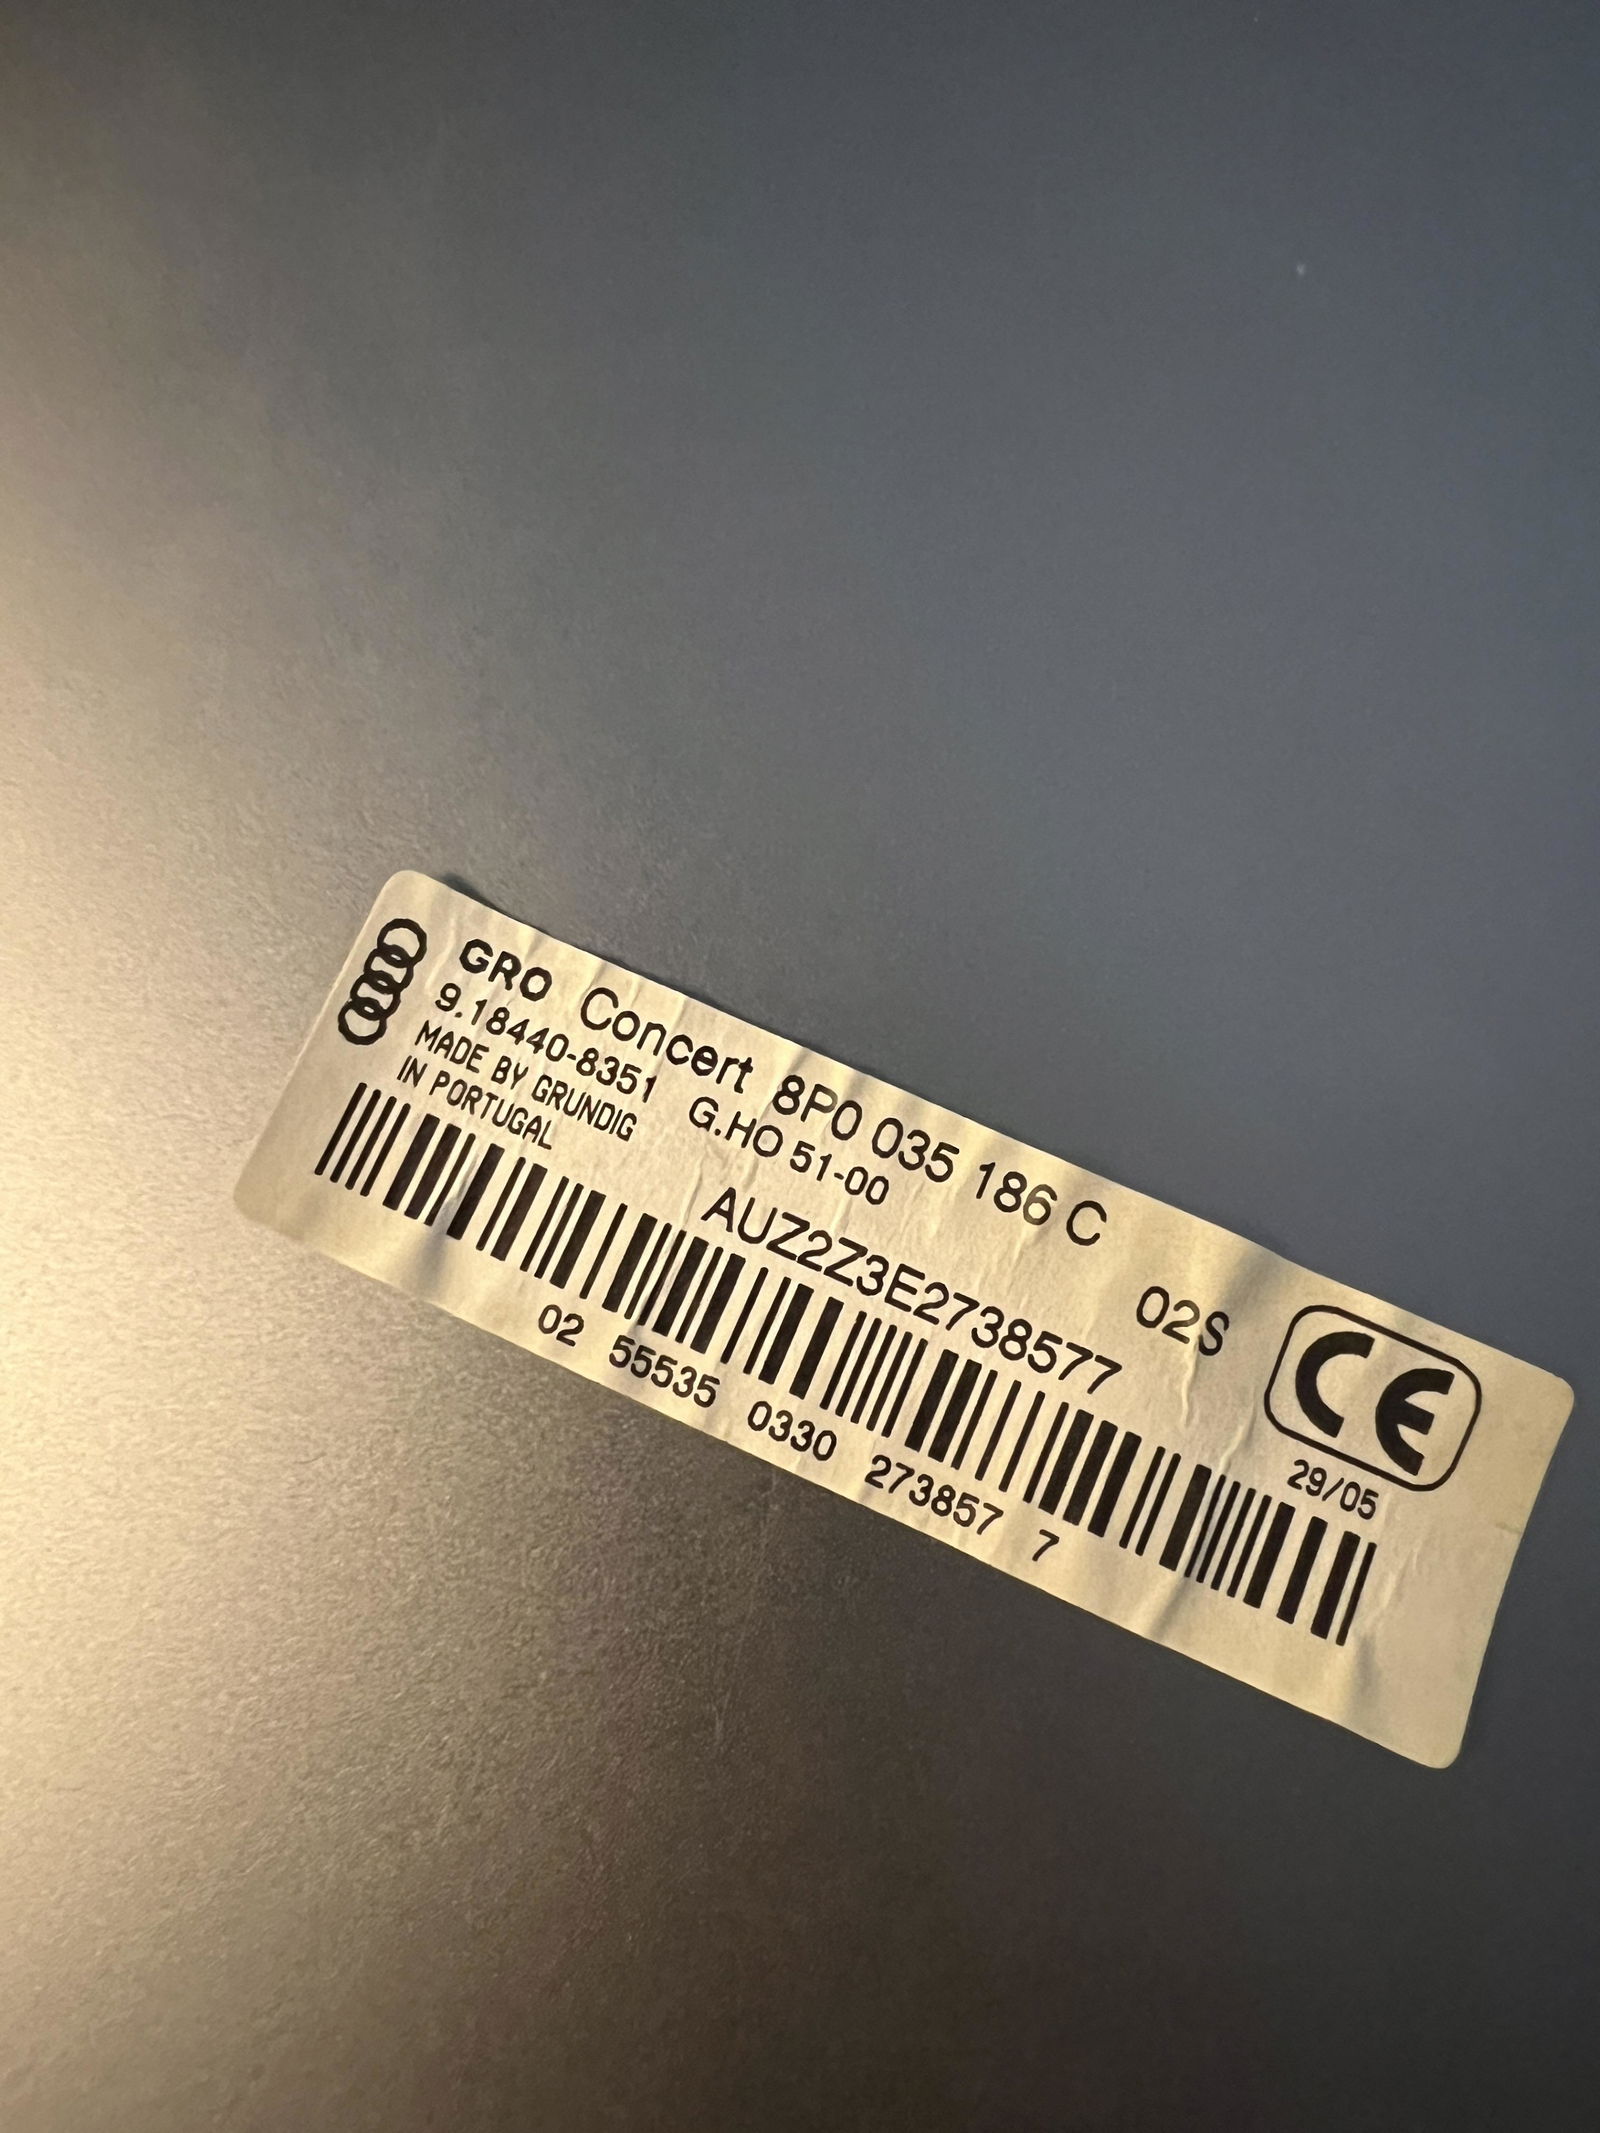 GRO Concert 8P0 035 186 C
9.18440-8351 G.HO 51-00
MADE BY GRUNDIG
IN PORTUGAL
AUZ2Z3E2738577
02S
CE
29/05
02 55535 0330 273857 7